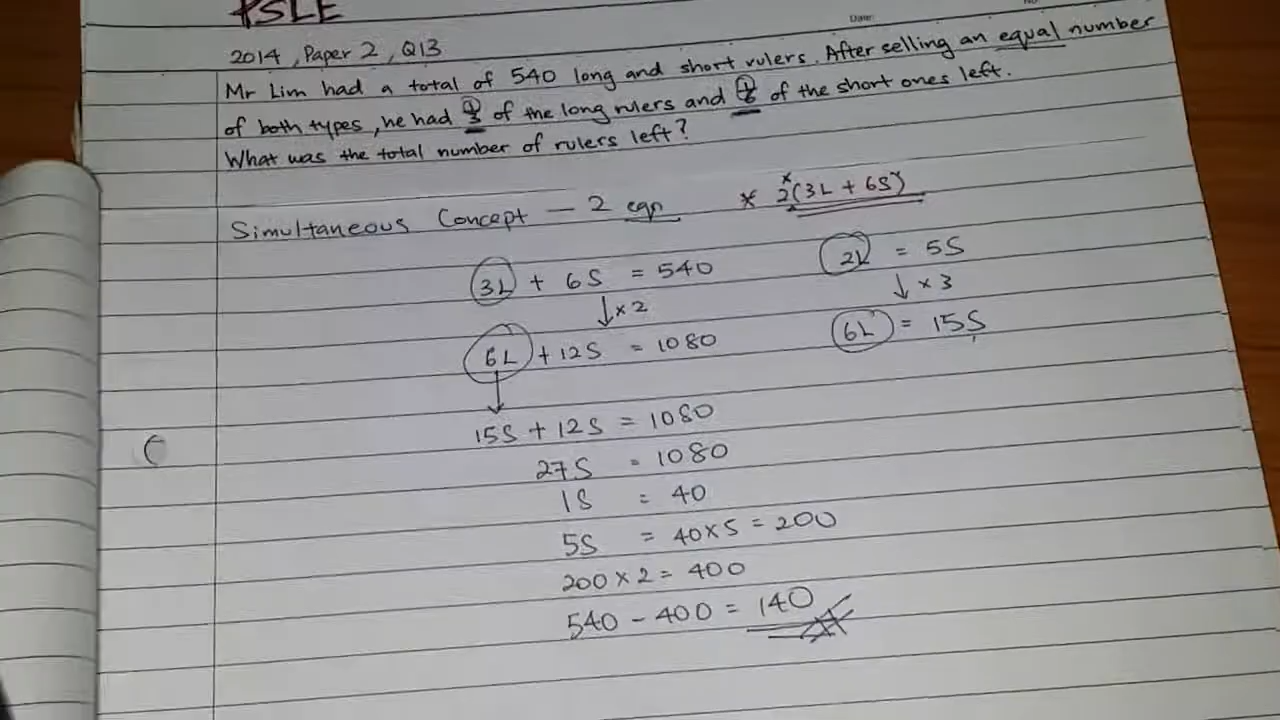 PSLE
Date:
2014, Paper 2, Q13
Mr Lim had a total of 540 long and short rulers. After selling an equal number
of both types, he had 1/3 of the long rulers and 1/6 of the short ones left.
What was the total number of rulers left?
Simultaneous Concept — 2 eqn * 2(3L + 6S)
3L + 6S = 540 2L = 5S
↓ x 2 ↓ x 3
6L + 12S = 1080 6L = 15S
↓
15S + 12S = 1080
27S = 1080
1S = 40
5S = 40 x 5 = 200
200 x 2 = 400
540 - 400 = 140